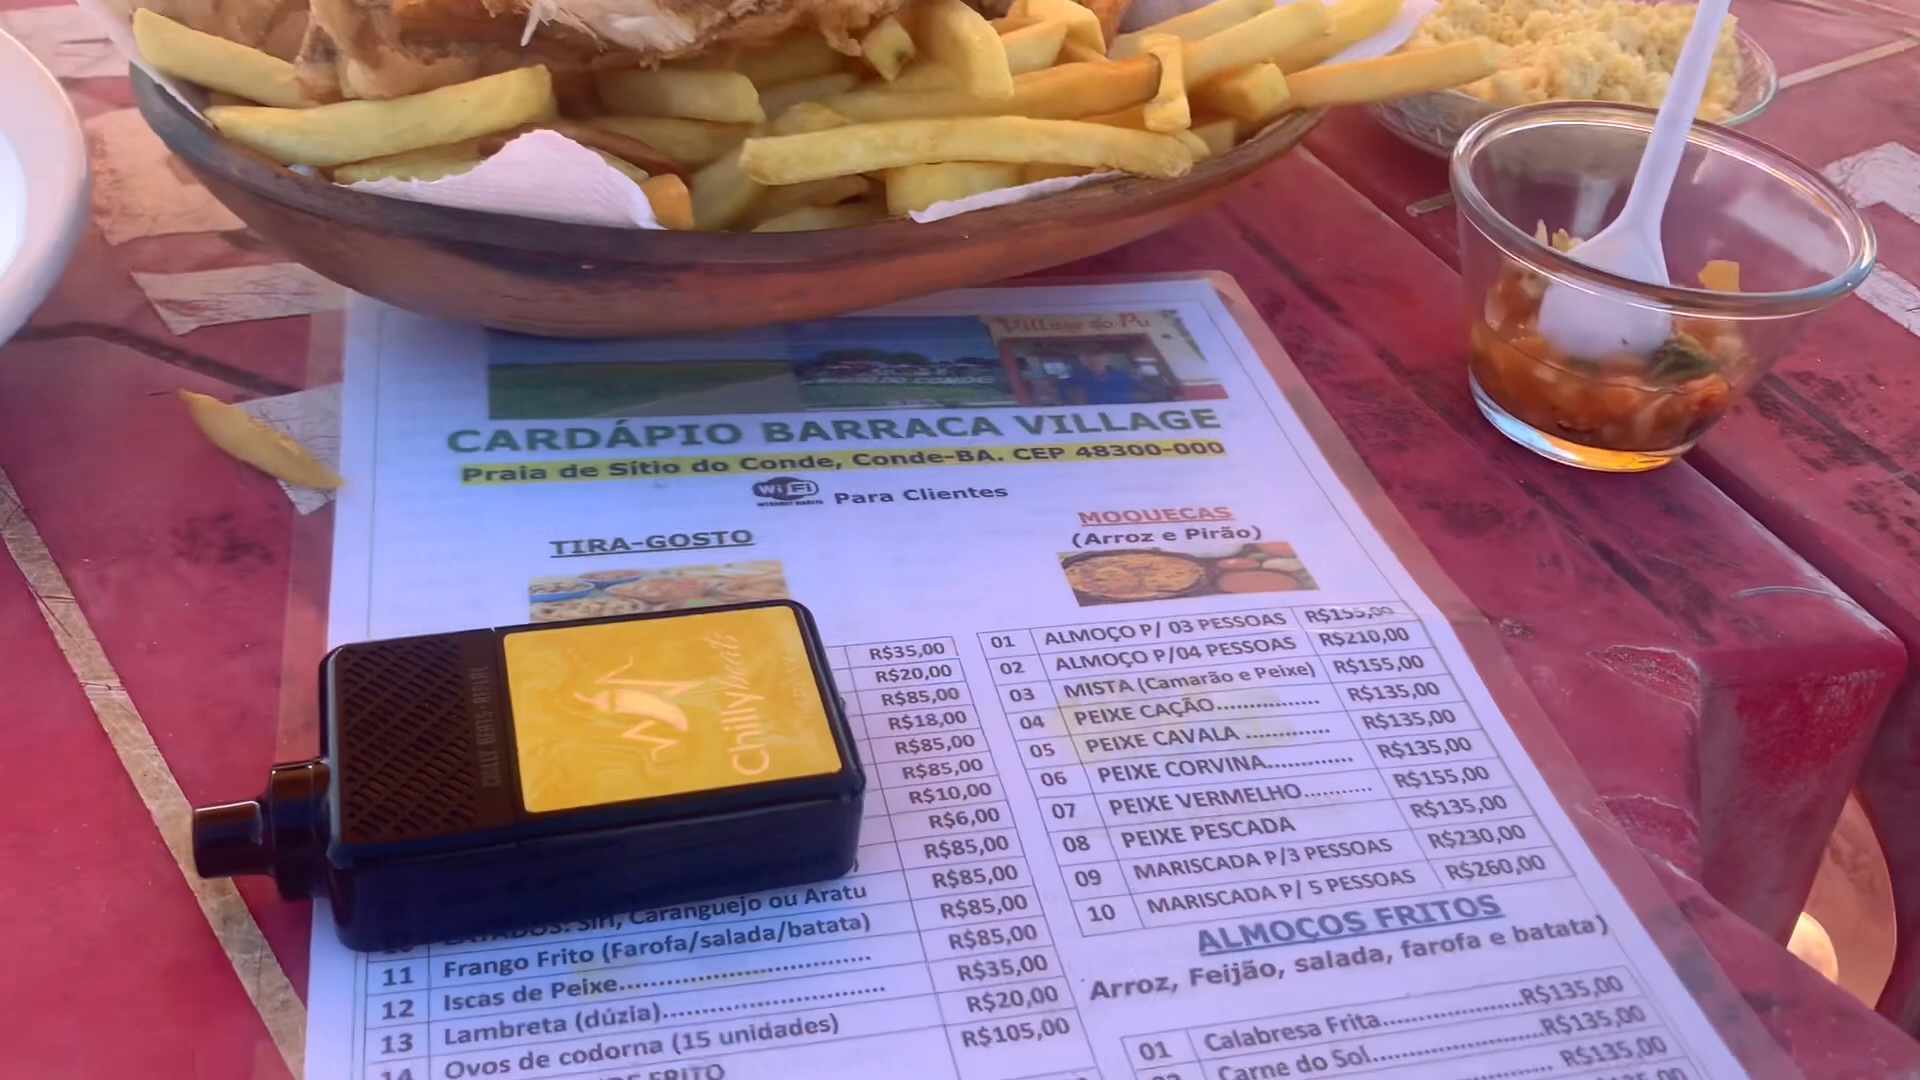 Village do
CONDE
CARDÁPIO BARRACA VILLAGE
Praia de Sítio do Conde, Conde-BA. CEP 48300-000
Wi Fi Para Clientes
TIRA-GOSTO
R$35,00
R$20,00
R$85,00
R$18,00
R$85,00
R$85,00
R$10,00
R$6,00
R$85,00
R$85,00
R$85,00
R$85,00
R$35,00
R$20,00
R$105,00
Siri, Caranguejo ou Aratu
11 Frango Frito (Farofa/salada/batata)
12 Iscas de Peixe
13 Lambreta (dúzia)
14 Ovos de codorna (15 unidades)
FRITO
MOQUECAS
(Arroz e Pirão)
01 ALMOÇO P/ 03 PESSOAS R$155,00
02 ALMOÇO P/04 PESSOAS R$210,00
03 MISTA (Camarão e Peixe) R$155,00
04 PEIXE CAÇÃO................ R$135,00
05 PEIXE CAVALA ............. R$135,00
06 PEIXE CORVINA............. R$135,00
07 PEIXE VERMELHO........... R$155,00
08 PEIXE PESCADA R$135,00
09 MARISCADA P/3 PESSOAS R$230,00
10 MARISCADA P/ 5 PESSOAS R$260,00
ALMOÇOS FRITOS
Arroz, Feijão, salada, farofa e batata)
01 Calabresa Frita....................R$135,00
Carne do Sol.......................R$135,00
R$135,00
Chillybeats